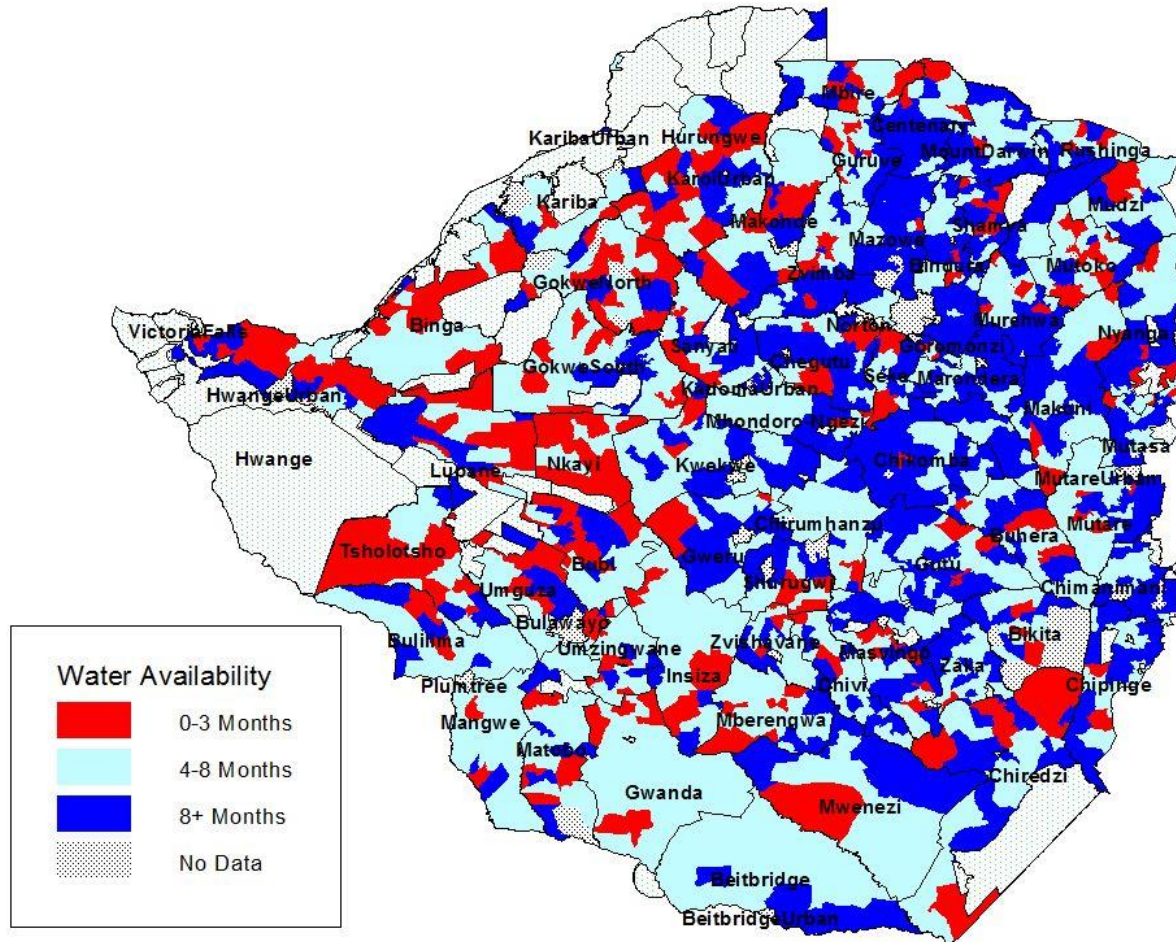 Mbire
Centenary
KaribaUrban
Hurungwe
MountDarwin
Rushinga
Guruve
KaroiUrban
Kariba
Mudzi
Makonde
Shamva
Mazowe
Bindura
Mutoko
Zvimba
GokweNorth
Binga
VictoriaFalls
Norton
Murehwa
Nyanga
Sanyati
Chegutu
Goromonzi
GokweSouth
Seke
Marondera
KadomaUrban
HwangeUrban
Makoni
Mhondoro-Ngezi
Mutasa
Hwange
Lupane
Nkayi
Kwekwe
Chikomba
MutareUrban
Chirumhanzu
Mutare
Buhera
Tsholotsho
Bubi
Gweru
Gutu
Shurugwi
Umguza
Chimanimani
Bulawayo
Bulilima
Umzingwane
Zvishavane
Bikita
Masvingo
Zaka
Insiza
Plumtree
Chivi
Chipinge
Mangwe
Mberengwa
Matobo
Chiredzi
Gwanda
Mwenezi
Beitbridge
BeitbridgeUrban
Water Availability
0-3 Months
4-8 Months
8+ Months
No Data